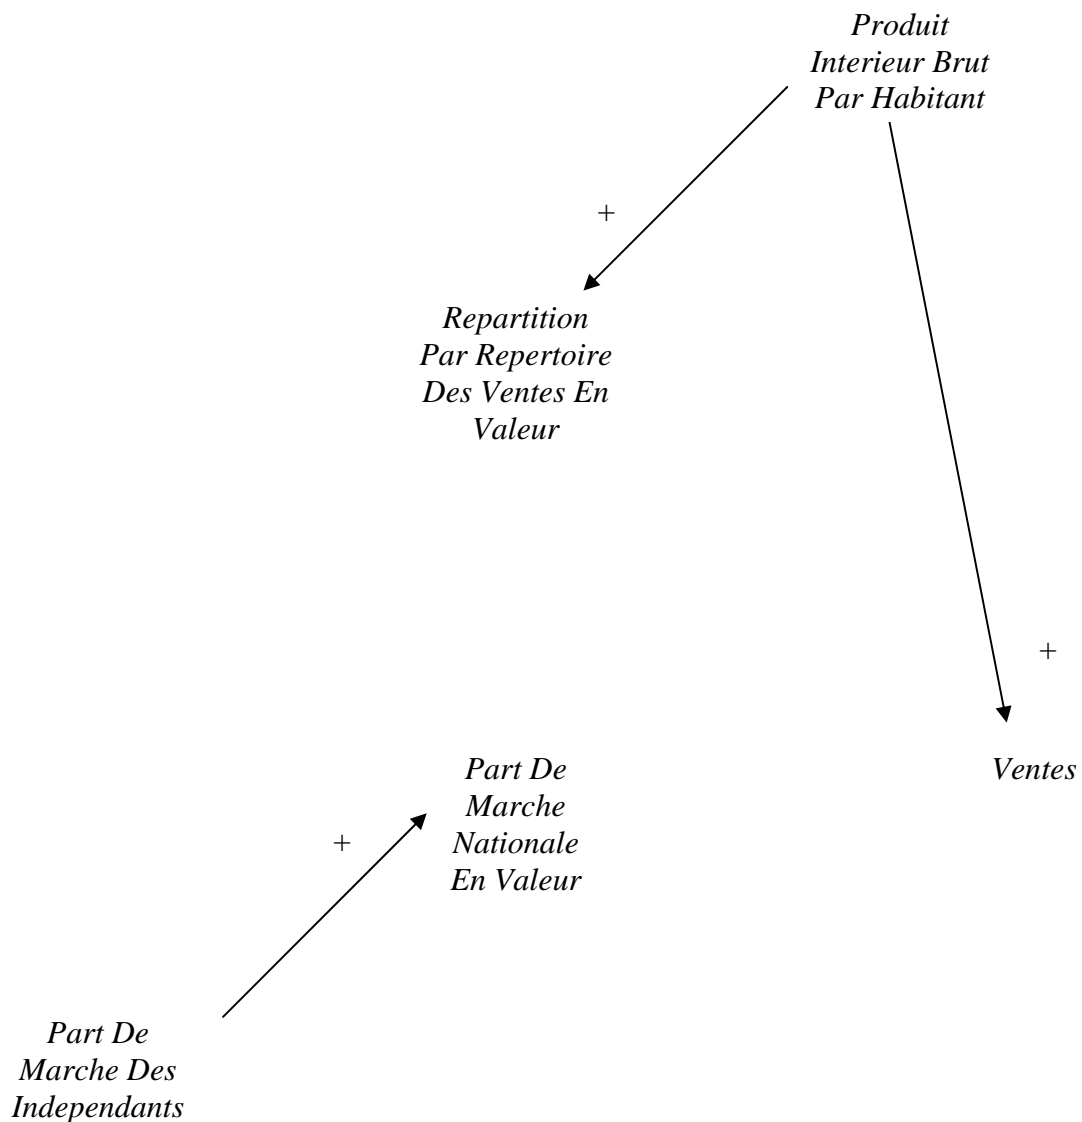 Produit
Interieur Brut
Par Habitant
+
Repartition
Par Repertoire
Des Ventes En
Valeur
+
Part De
Marche
Nationale
En Valeur
Ventes
+
Part De
Marche Des
Independants